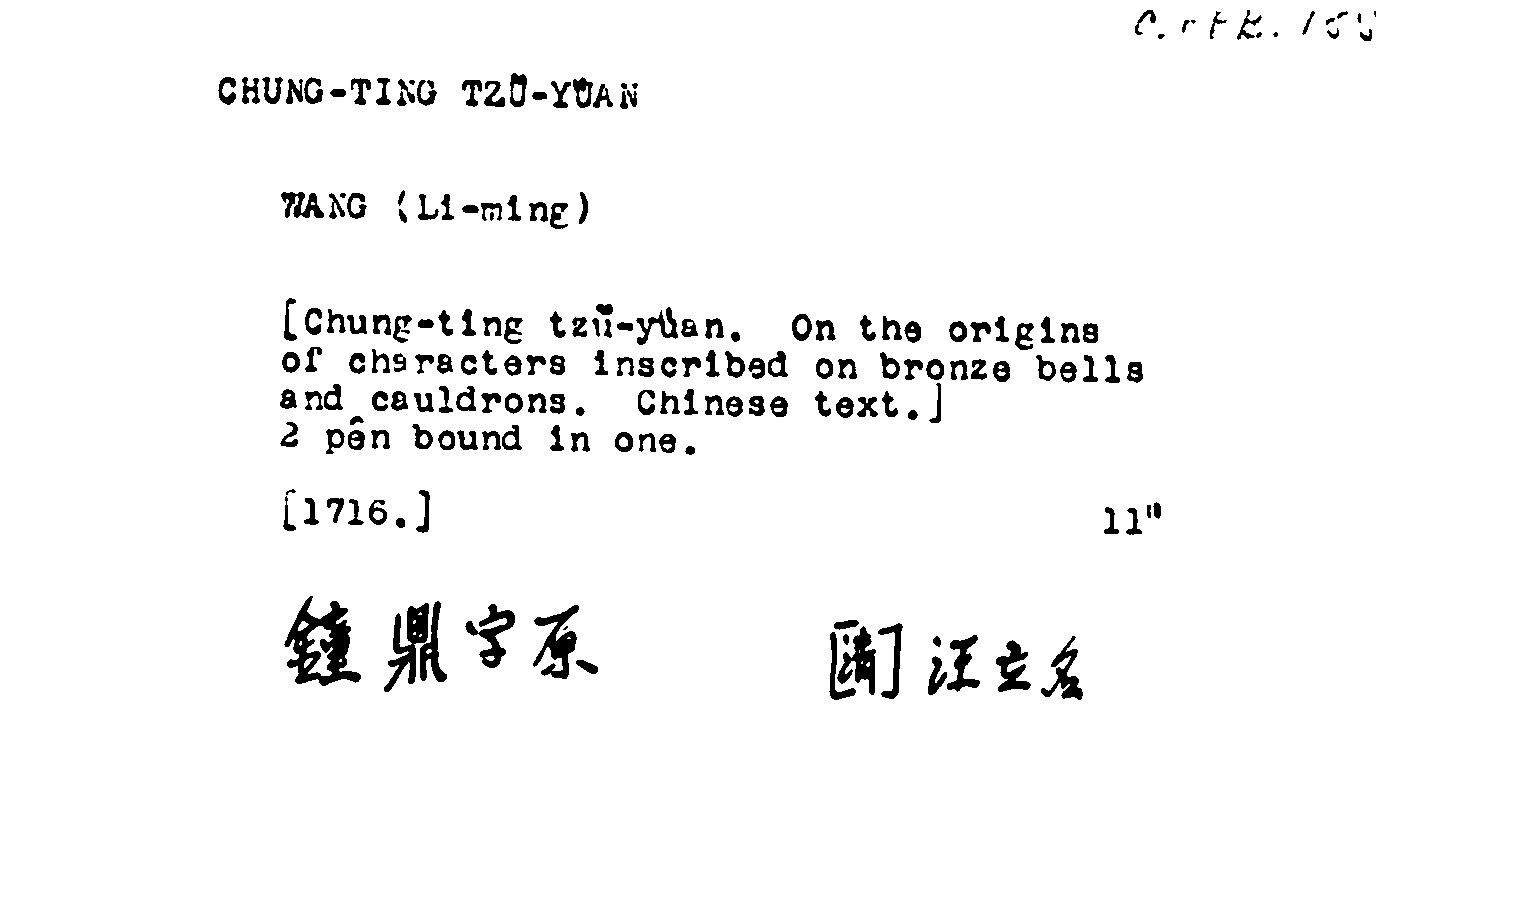 CHUNG-TING TZŬ-YÜAN
WANG (Li-ming)
[Chung-ting tzŭ-yüan. On the origins
of characters inscribed on bronze bells
and cauldrons. Chinese text.]
2 pên bound in one.
[1716.]
11"
鐘鼎字原
[清] 汪立名